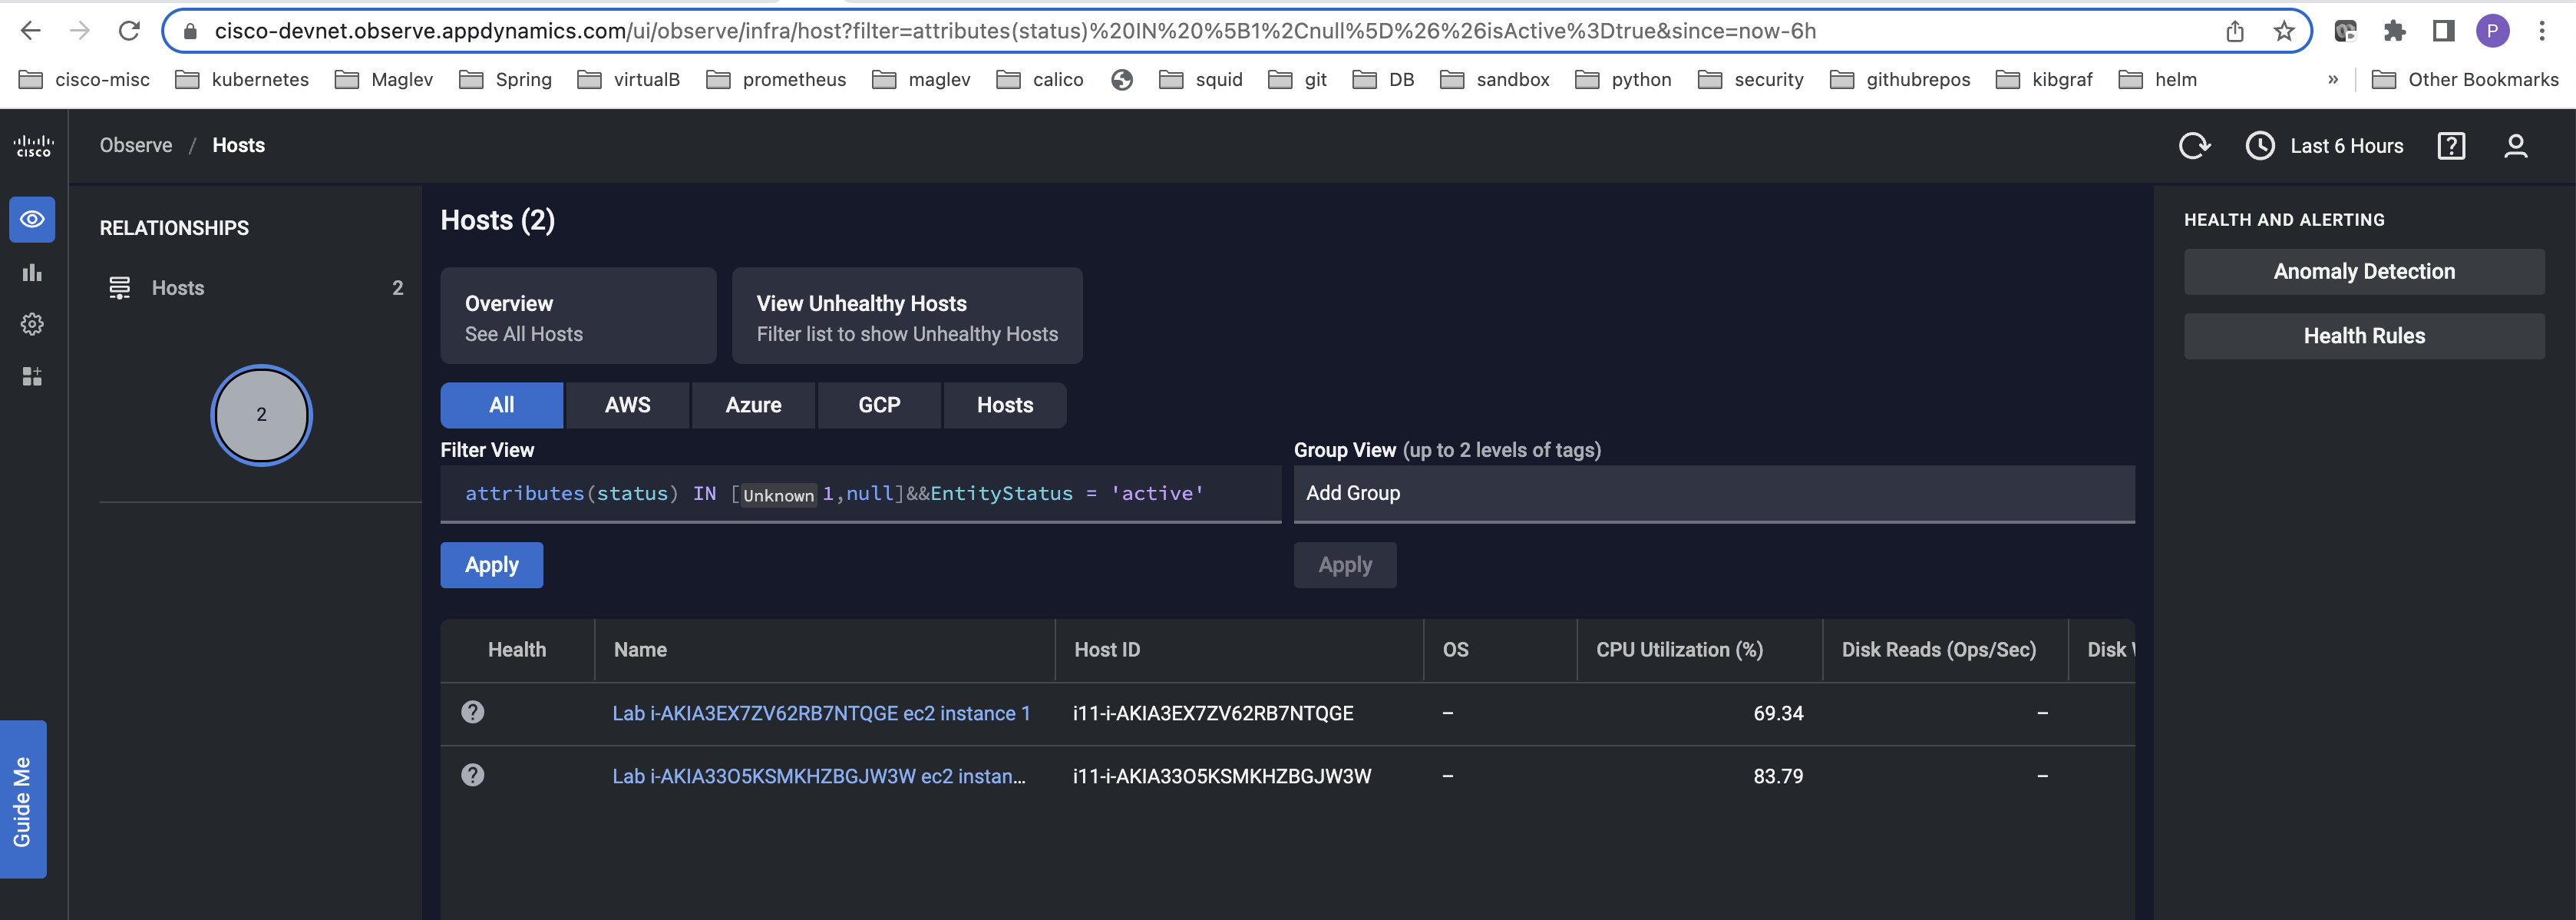 cisco-devnet.observe.appdynamics.com/ui/observe/infra/host?filter=attributes(status)%20IN%20%5B1%2Cnull%5D%26%26isActive%3Dtrue&since=now-6h
P
cisco-misc kubernetes Maglev Spring virtualB prometheus maglev calico squid git DB sandbox python security githubrepos kibgraf helm » Other Bookmarks
cisco
Observe / Hosts
Last 6 Hours
?
RELATIONSHIPS
Hosts 2
2
Guide Me
Hosts (2)
Overview
See All Hosts
View Unhealthy Hosts
Filter list to show Unhealthy Hosts
All AWS Azure GCP Hosts
Filter View
attributes(status) IN [Unknown 1,null]&&EntityStatus = 'active'
Apply
Group View (up to 2 levels of tags)
Add Group
Apply
Health Name Host ID OS CPU Utilization (%) Disk Reads (Ops/Sec) Disk
? Lab i-AKIA3EX7ZV62RB7NTQGE ec2 instance 1 i11-i-AKIA3EX7ZV62RB7NTQGE – 69.34 –
? Lab i-AKIA33O5KSMKHZBGJW3W ec2 instan... i11-i-AKIA33O5KSMKHZBGJW3W – 83.79 –
HEALTH AND ALERTING
Anomaly Detection
Health Rules